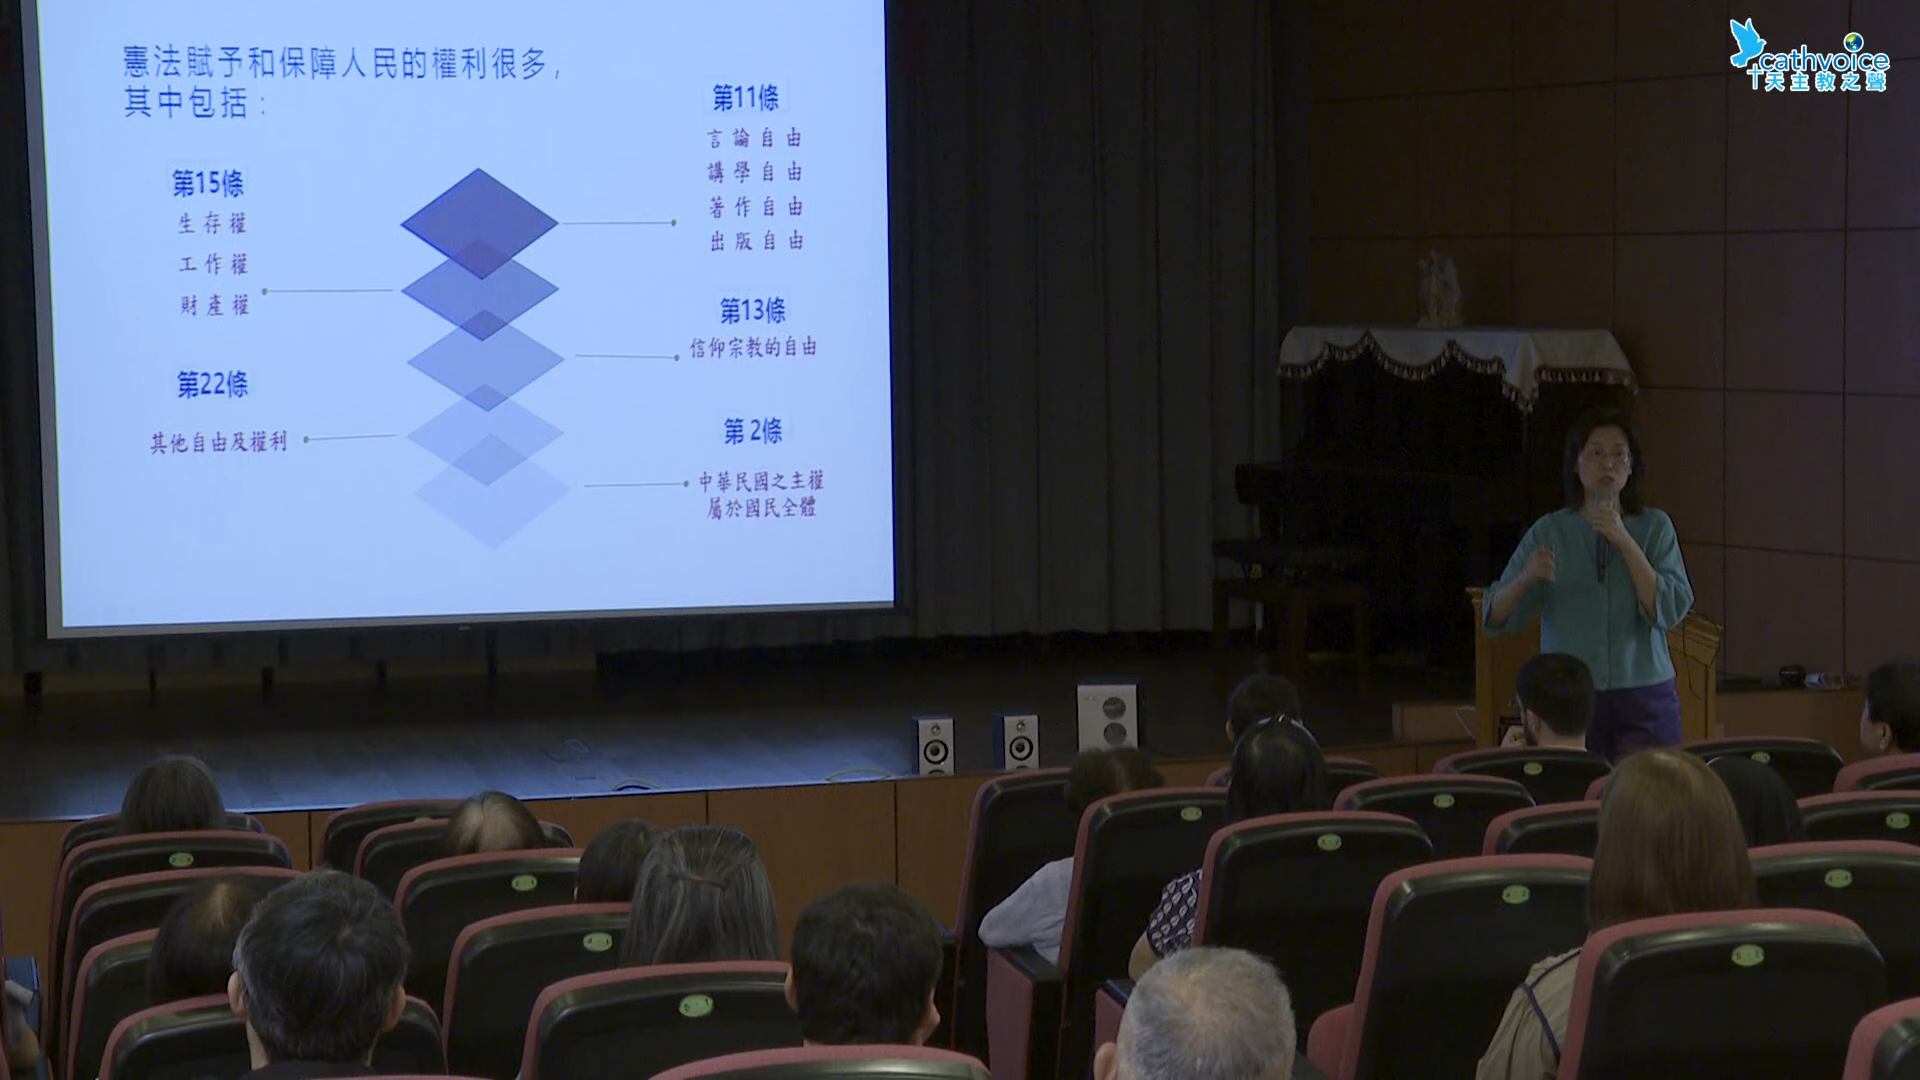 憲法賦予和保障人民的權利很多,
其中包括:
第15條
生存權
工作權
財產權
第22條
其他自由及權利
第11條
言論自由
講學自由
著作自由
出版自由
第13條
信仰宗教的自由
第2條
中華民國之主權
屬於國民全體
cathvoice
天主教之聲